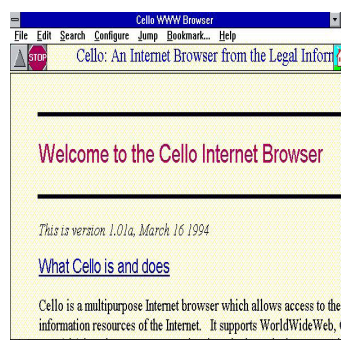 Cello WWW Browser
File Edit Search Configure Jump Bookmark... Help
STOP
Cello: An Internet Browser from the Legal Inforn
Welcome to the Cello Internet Browser
This is version 1.01a, March 16 1994
What Cello is and does
Cello is a multipurpose Internet browser which allows access to the
information resources of the Internet. It supports WorldWideWeb,